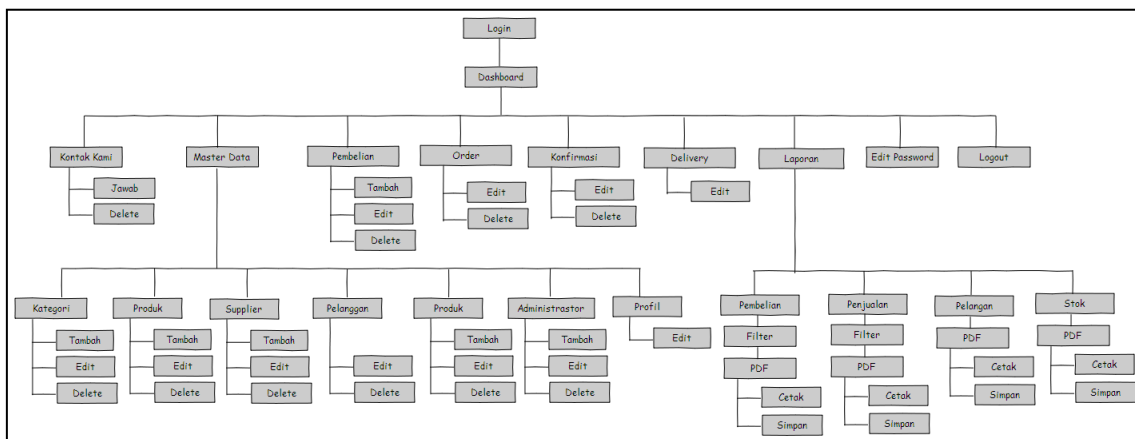 Login
Dashboard
Kontak Kami
Master Data
Pembelian
Order
Konfirmasi
Delivery
Laporan
Edit Password
Logout
Jawab
Delete
Tambah
Edit
Delete
Edit
Delete
Edit
Delete
Edit
Kategori
Produk
Supplier
Pelanggan
Produk
Administrastor
Profil
Tambah
Edit
Delete
Tambah
Edit
Delete
Tambah
Edit
Delete
Edit
Delete
Tambah
Edit
Delete
Tambah
Edit
Delete
Edit
Pembelian
Penjualan
Pelangan
Stok
Filter
PDF
Cetak
Simpan
Filter
PDF
Cetak
Simpan
PDF
Cetak
Simpan
PDF
Cetak
Simpan